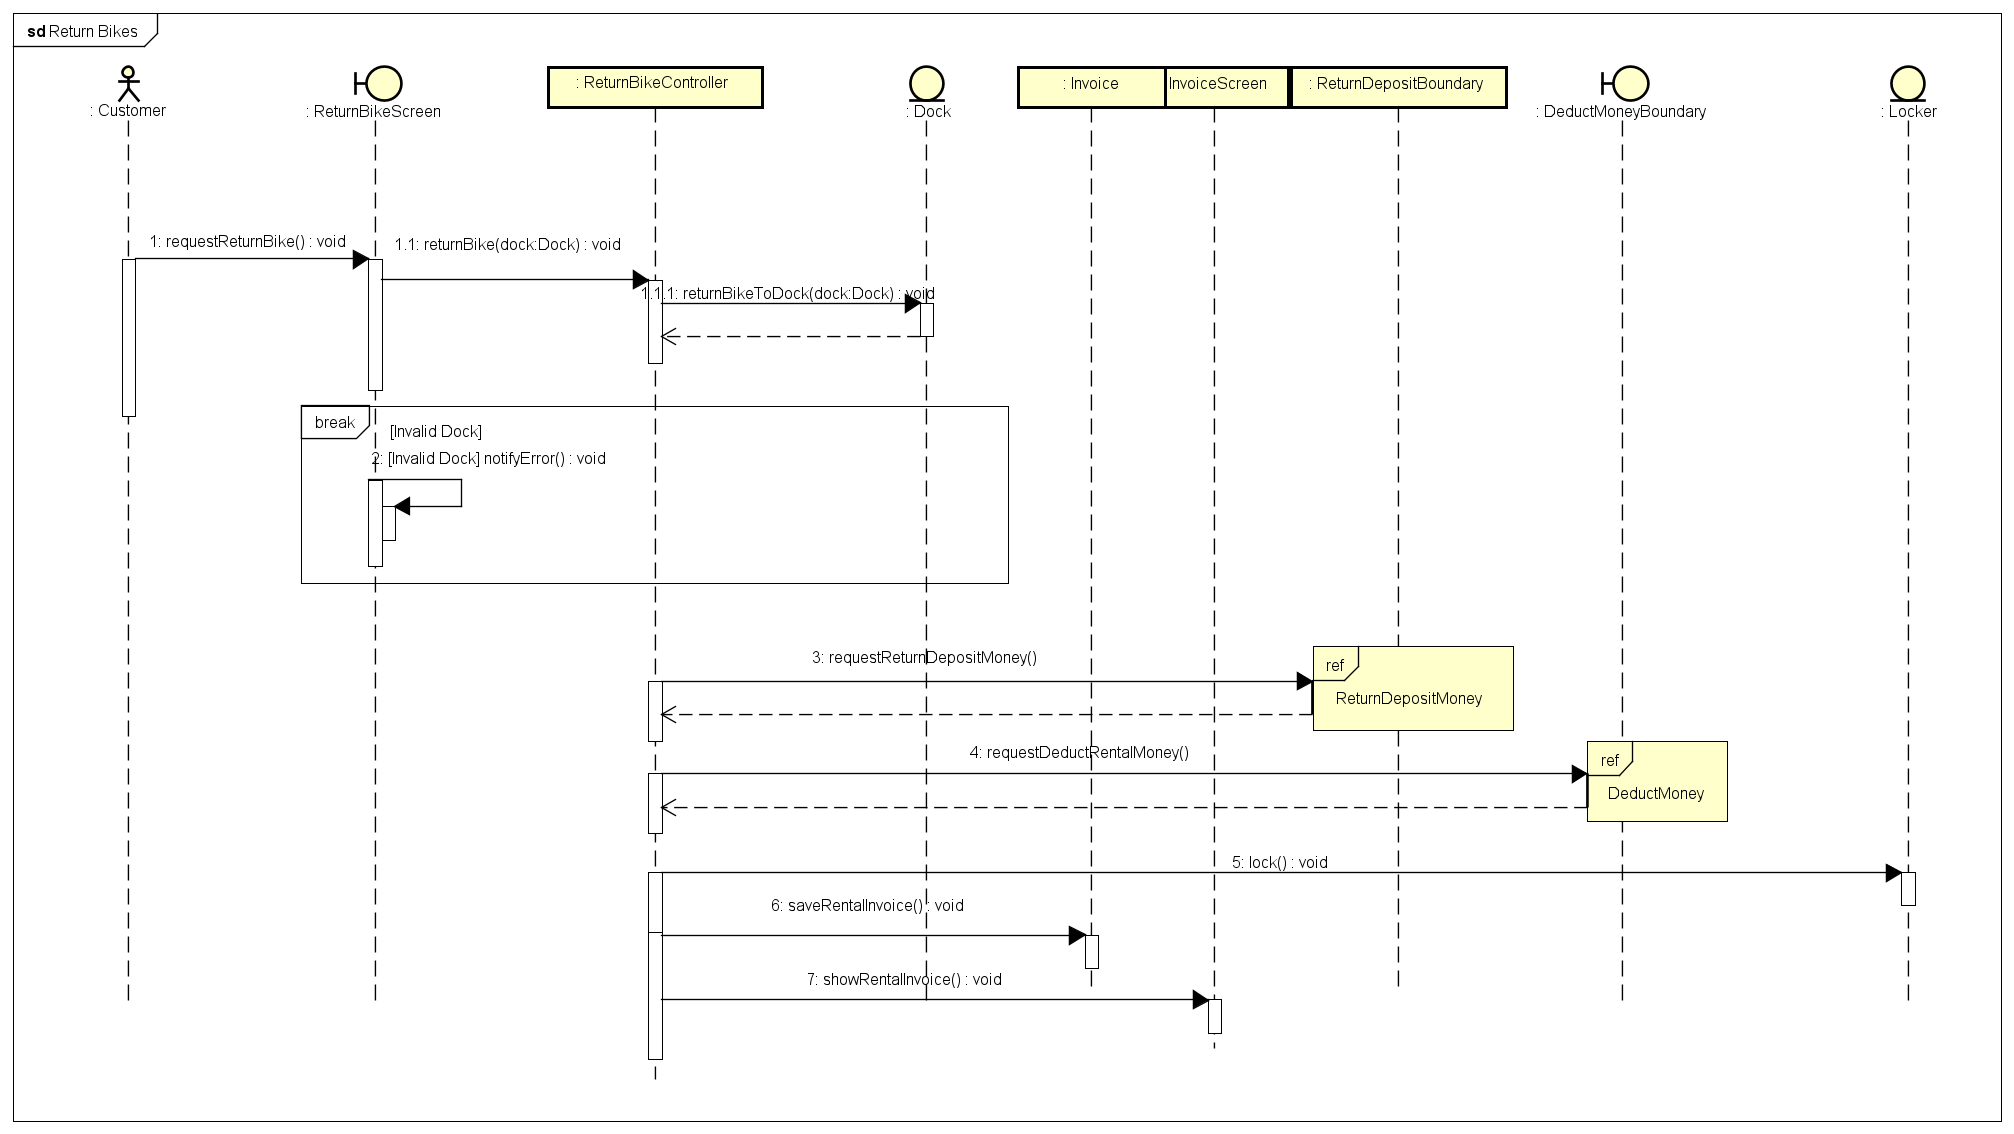 sd Return Bikes
: Customer
: ReturnBikeScreen
: ReturnBikeController
: Dock
: Invoice
InvoiceScreen
: ReturnDepositBoundary
: DeductMoneyBoundary
: Locker
1: requestReturnBike() : void
1.1: returnBike(dock:Dock) : void
1.1.1: returnBikeToDock(dock:Dock) : void
break
[Invalid Dock]
2: [Invalid Dock] notifyError() : void
3: requestReturnDepositMoney()
ref
ReturnDepositMoney
4: requestDeductRentalMoney()
ref
DeductMoney
5: lock() : void
6: saveRentalInvoice() : void
7: showRentalInvoice() : void